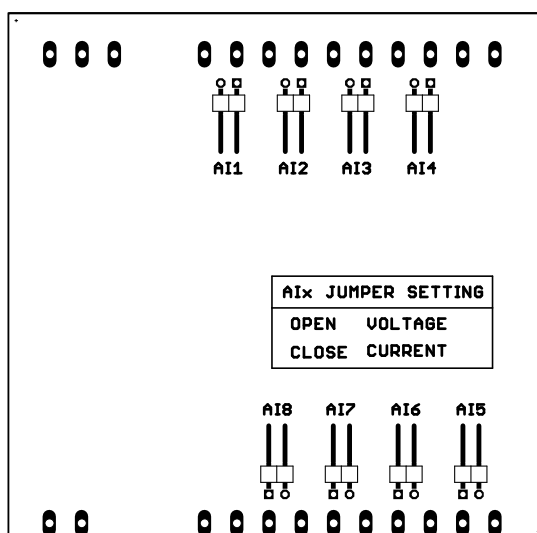 AI1 AI2 AI3 AI4
AIx JUMPER SETTING
OPEN VOLTAGE
CLOSE CURRENT
AI8 AI7 AI6 AI5